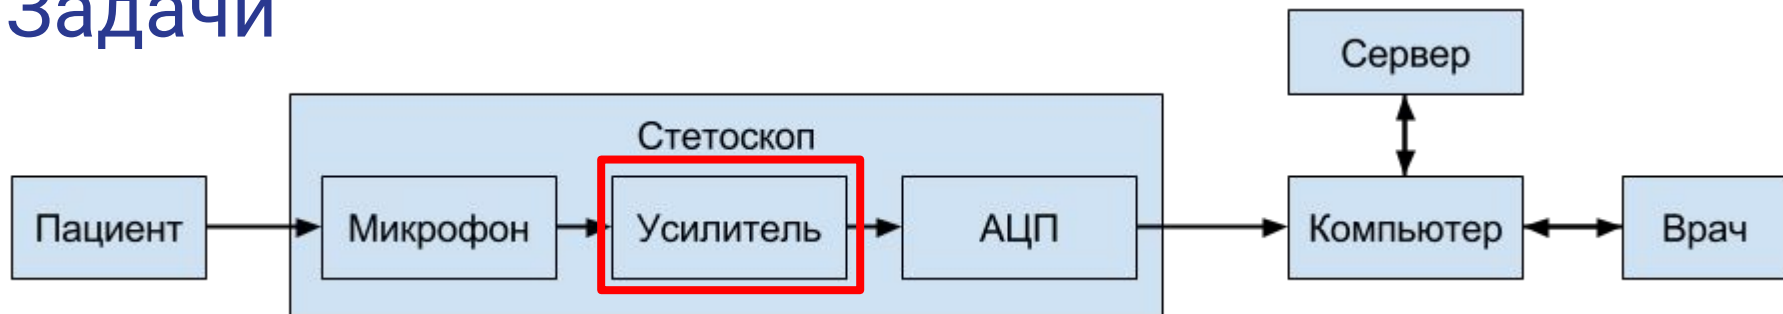 Задачи
Сервер
Стетоскоп
Пациент
Микрофон
Усилитель
АЦП
Компьютер
Врач